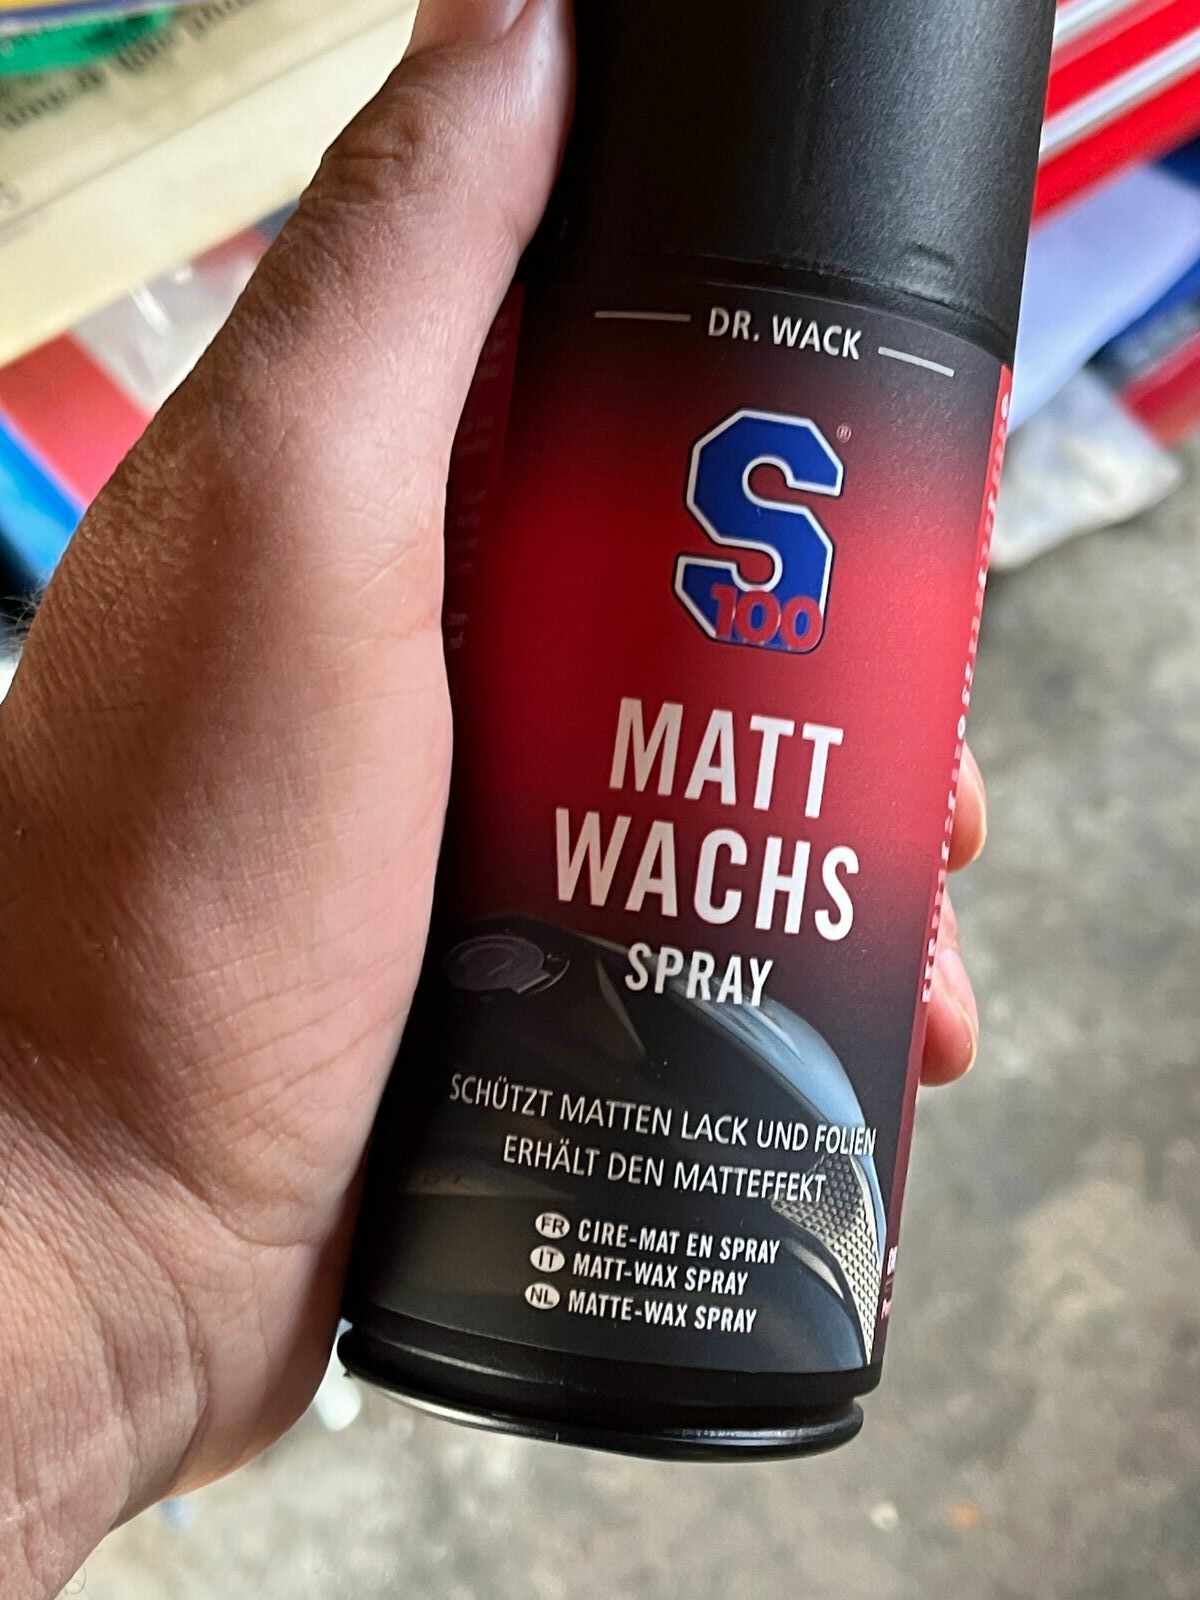 DR. WACK
S®
100
MATT
WACHS
SPRAY
SCHÜTZT MATTEN LACK UND FOLIEN
ERHÄLT DEN MATTEFFEKT
FR CIRE-MAT EN SPRAY
IT MATT-WAX SPRAY
NL MATTE-WAX SPRAY